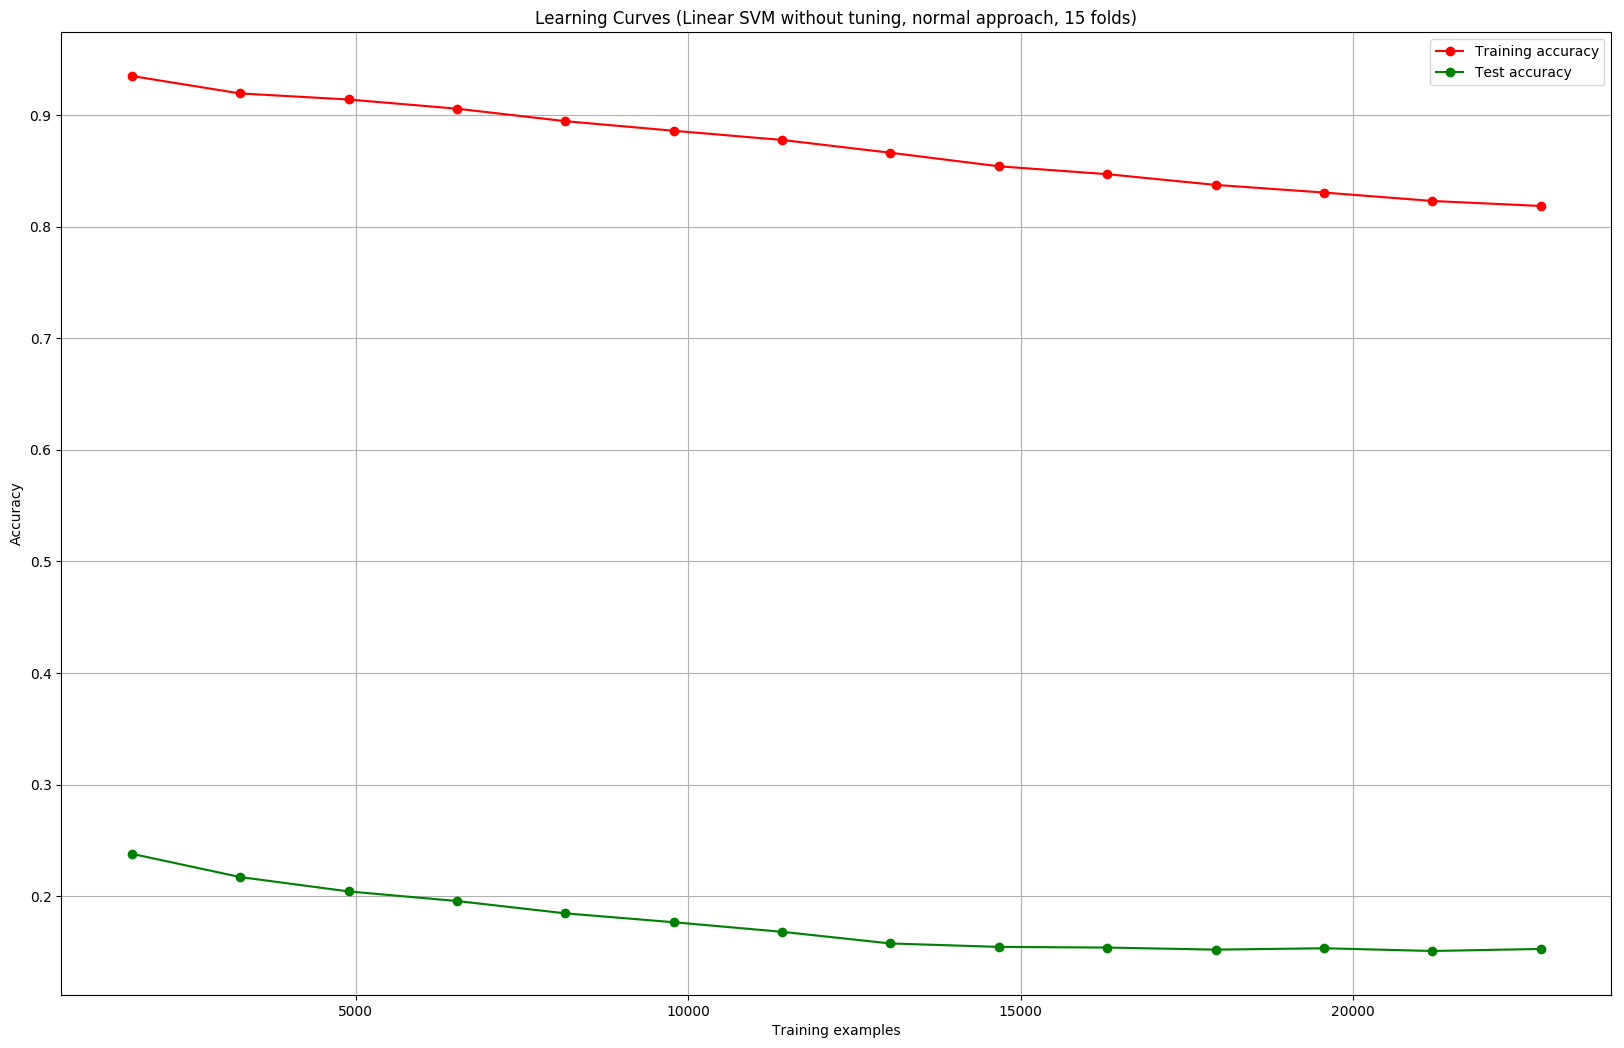 Learning Curves (Linear SVM without tuning, normal approach, 15 folds)
Training accuracy
Test accuracy
Accuracy
0.9
0.8
0.7
0.6
0.5
0.4
0.3
0.2
5000
10000
15000
20000
Training examples